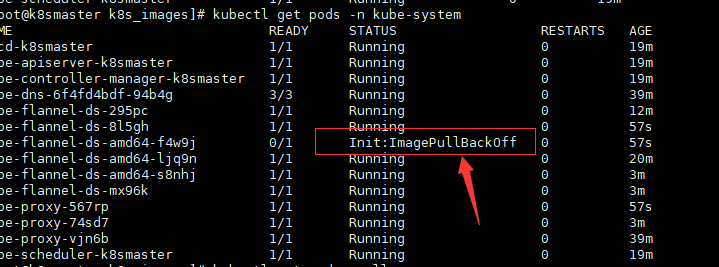 oot@k8smaster k8s_images]# kubectl get pods -n kube-system
ME READY STATUS RESTARTS AGE
cd-k8smaster 1/1 Running 0 19m
be-apiserver-k8smaster 1/1 Running 0 19m
be-controller-manager-k8smaster 1/1 Running 0 19m
be-dns-6f4fd4bdf-94b4g 3/3 Running 0 39m
be-flannel-ds-295pc 1/1 Running 0 12m
be-flannel-ds-8l5gh 1/1 Running 0 57s
be-flannel-ds-amd64-f4w9j 0/1 Init:ImagePullBackOff 0 57s
be-flannel-ds-amd64-ljq9n 1/1 Running 0 20m
be-flannel-ds-amd64-s8nhj 1/1 Running 0 3m
be-flannel-ds-mx96k 1/1 Running 0 3m
be-proxy-567rp 1/1 Running 0 57s
be-proxy-74sd7 1/1 Running 0 3m
be-proxy-vjn6b 1/1 Running 0 39m
be-scheduler-k8smaster 1/1 Running 0 19m